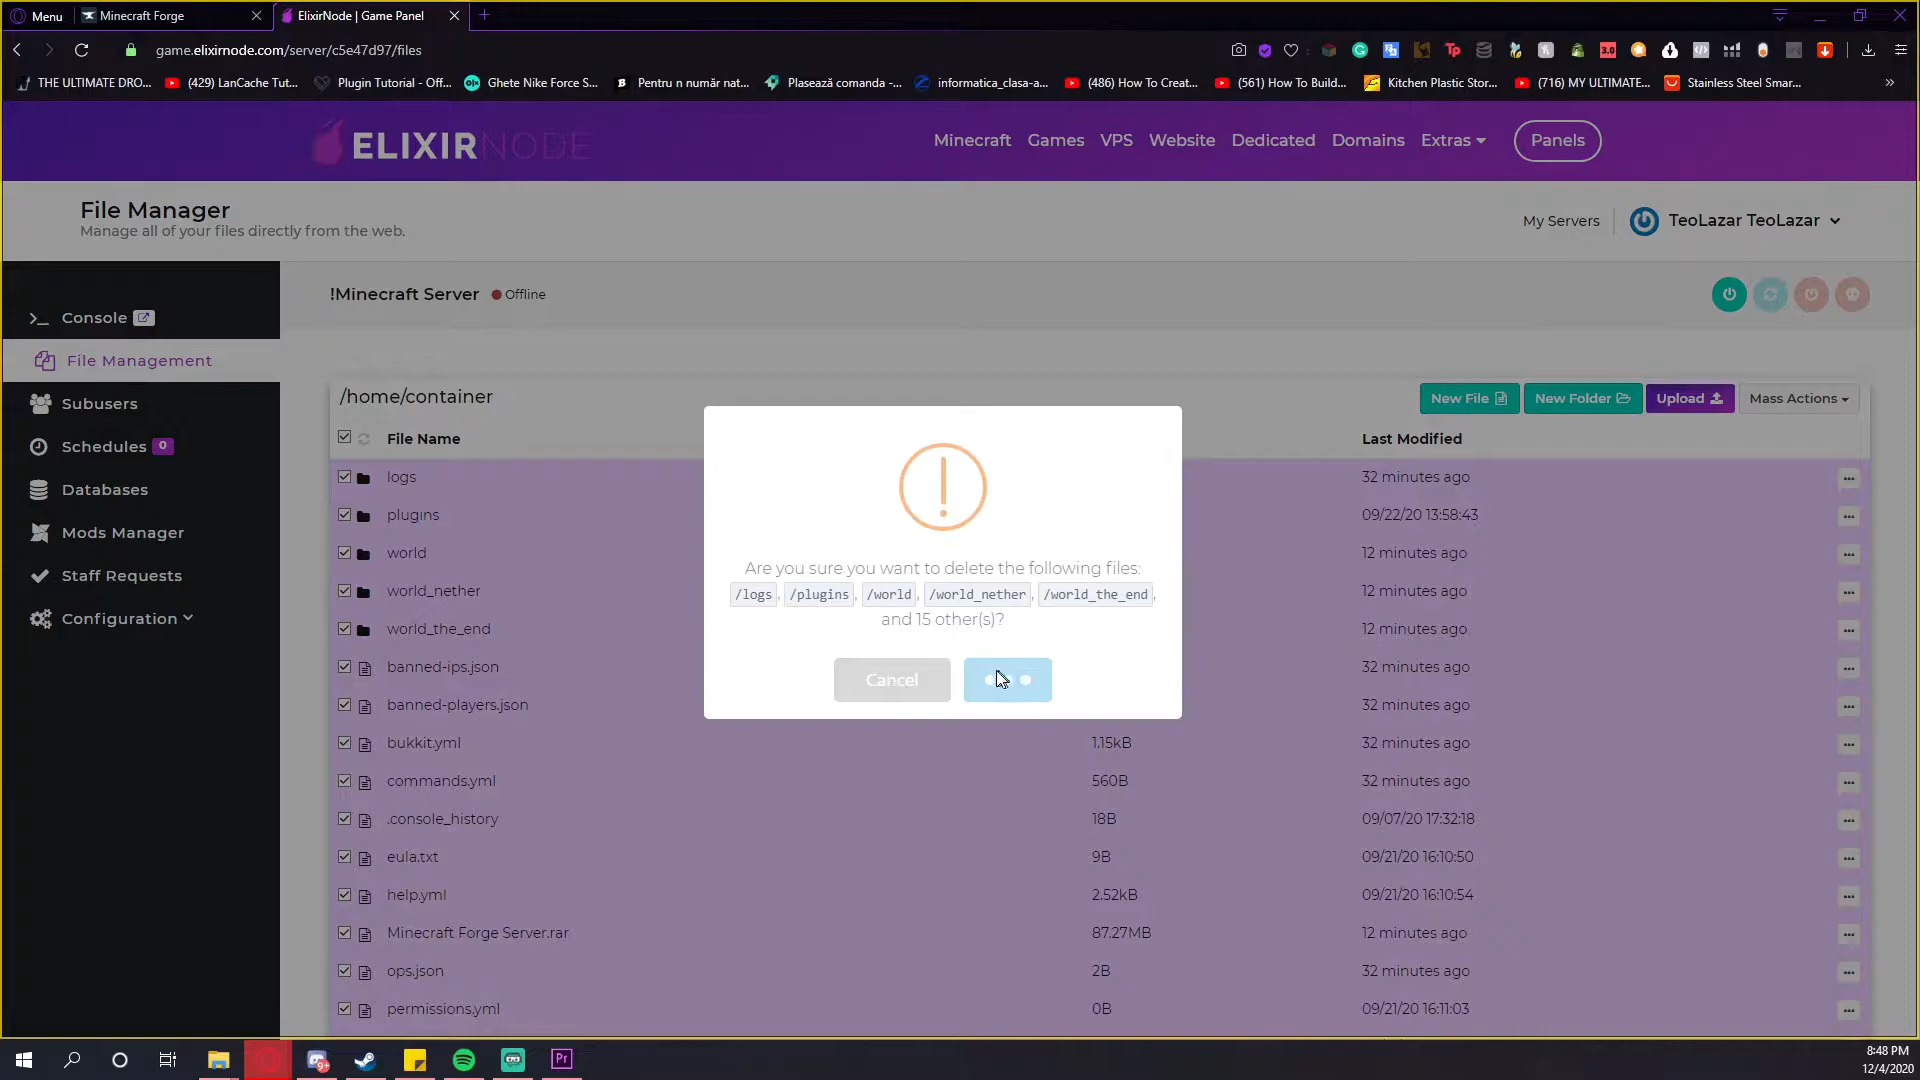 Menu
Minecraft Forge
ElixirNode | Game Panel
game.elixirnode.com/server/c5e47d97/files
THE ULTIMATE DRO...
(429) LanCache Tut...
Plugin Tutorial - Off...
Ghete Nike Force S...
Pentru n număr nat...
Plasează comanda -...
informatica_clasa-a...
(486) How To Creat...
(561) How To Build...
Kitchen Plastic Stor...
(716) MY ULTIMATE...
Stainless Steel Smar...
ELIXIRNODE
Minecraft
Games
VPS
Website
Dedicated
Domains
Extras
Panels
File Manager
Manage all of your files directly from the web.
My Servers
TeoLazar TeoLazar
Console
File Management
Subusers
Schedules 0
Databases
Mods Manager
Staff Requests
Configuration
!Minecraft Server
Offline
/home/container
New File
New Folder
Upload
Mass Actions
File Name
Last Modified
logs
32 minutes ago
plugins
09/22/20 13:58:43
world
12 minutes ago
world_nether
12 minutes ago
world_the_end
12 minutes ago
banned-ips.json
32 minutes ago
banned-players.json
32 minutes ago
bukkit.yml
1.15kB
32 minutes ago
commands.yml
560B
32 minutes ago
.console_history
18B
09/07/20 17:32:18
eula.txt
9B
09/21/20 16:10:50
help.yml
2.52kB
09/21/20 16:10:54
Minecraft Forge Server.rar
87.27MB
12 minutes ago
ops.json
2B
32 minutes ago
permissions.yml
0B
09/21/20 16:11:03
Are you sure you want to delete the following files:
/logs, /plugins, /world, /world_nether, /world_the_end,
and 15 other(s)?
Cancel
8:48 PM
12/4/2020